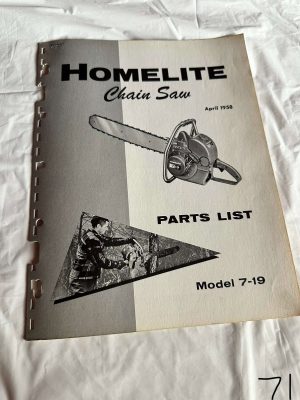 HOMELITE
Chain Saw
April 1958
PARTS LIST
Model 7-19
71